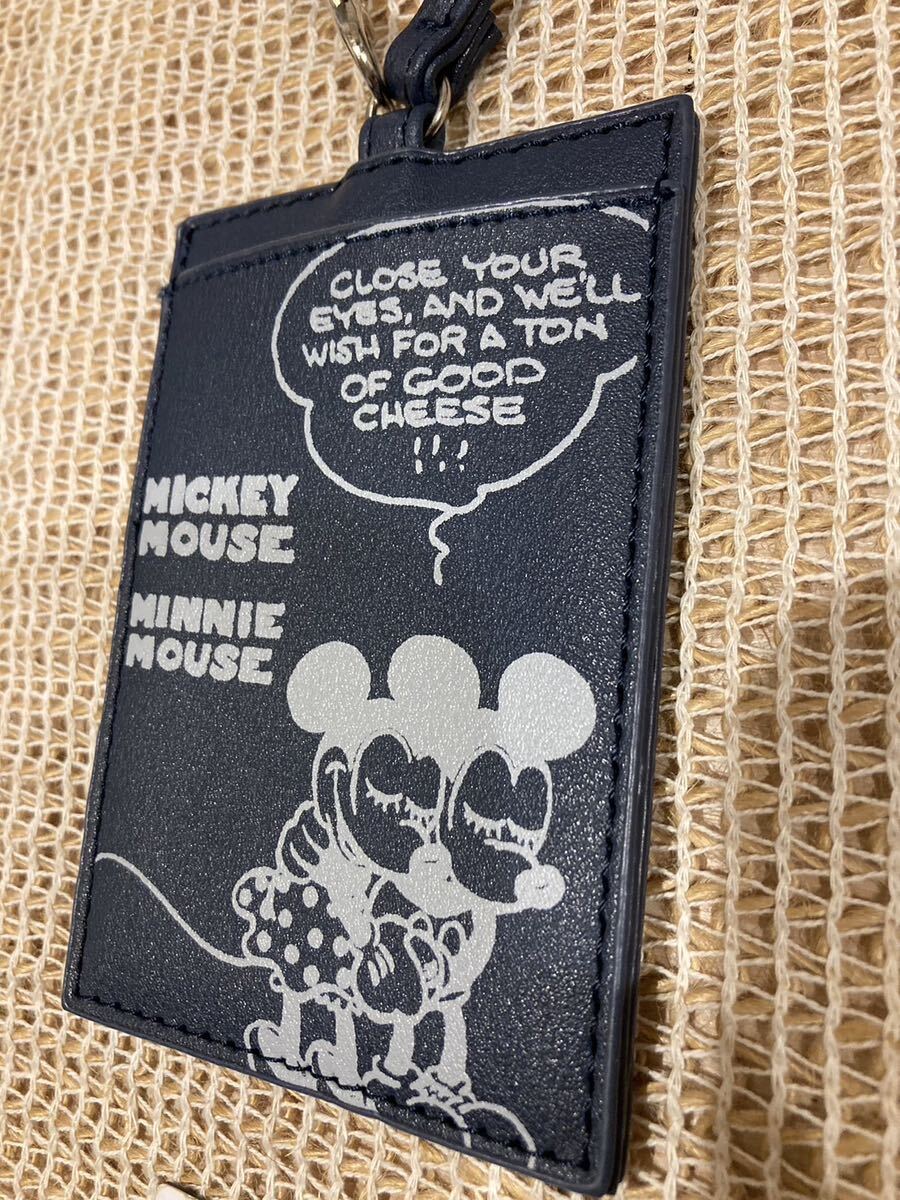 CLOSE YOUR
EYES, AND WE'LL
WISH FOR A TON
OF GOOD
CHEESE
!!!
MICKEY
MOUSE
MINNIE
MOUSE